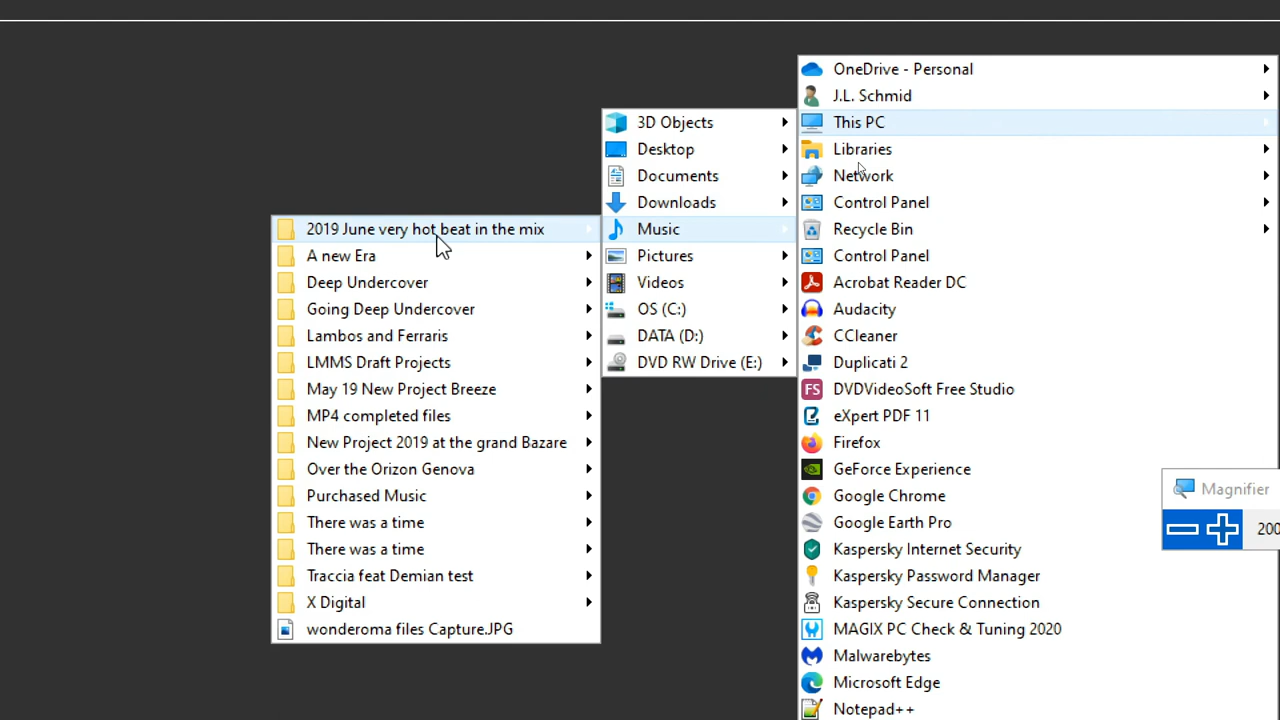 2019 June very hot beat in the mix
A new Era
Deep Undercover
Going Deep Undercover
Lambos and Ferraris
LMMS Draft Projects
May 19 New Project Breeze
MP4 completed files
New Project 2019 at the grand Bazare
Over the Orizon Genova
Purchased Music
There was a time
There was a time
Traccia feat Demian test
X Digital
wonderoma files Capture.JPG
3D Objects
Desktop
Documents
Downloads
Music
Pictures
Videos
OS (C:)
DATA (D:)
DVD RW Drive (E:)
OneDrive - Personal
J.L. Schmid
This PC
Libraries
Network
Control Panel
Recycle Bin
Control Panel
Acrobat Reader DC
Audacity
CCleaner
Duplicati 2
FS DVDVideoSoft Free Studio
eXpert PDF 11
Firefox
GeForce Experience
Google Chrome
Google Earth Pro
Kaspersky Internet Security
Kaspersky Password Manager
Kaspersky Secure Connection
MAGIX PC Check & Tuning 2020
Malwarebytes
Microsoft Edge
Notepad++
Magnifier
200